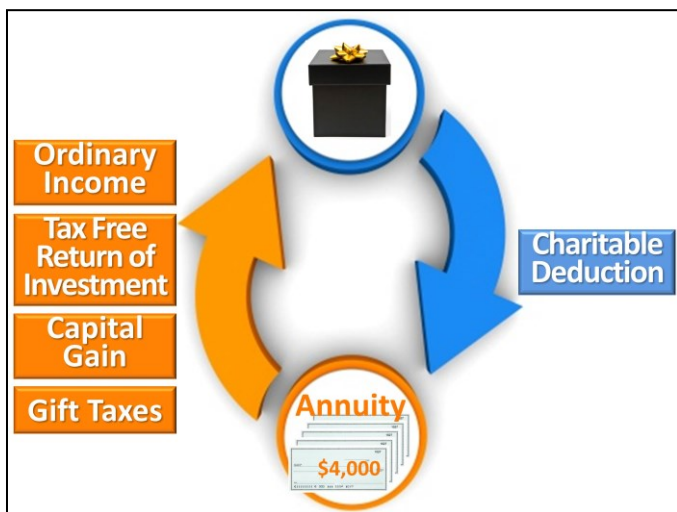 Ordinary
Income
Tax Free
Return of
Investment
Capital
Gain
Gift Taxes
Charitable
Deduction
Annuity
$4,000